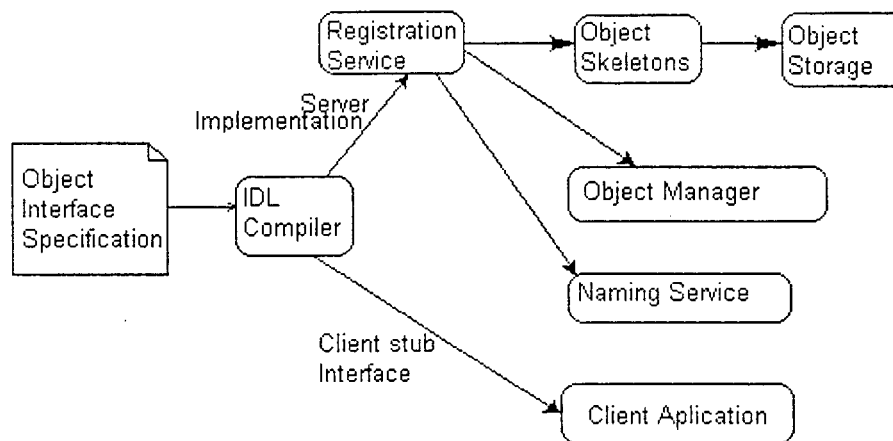 Registration
Service
Object
Skeletons
Object
Storage
Server
Implementation
Object
Interface
Specification
IDL
Compiler
Object Manager
Naming Service
Client stub
Interface
Client Aplication